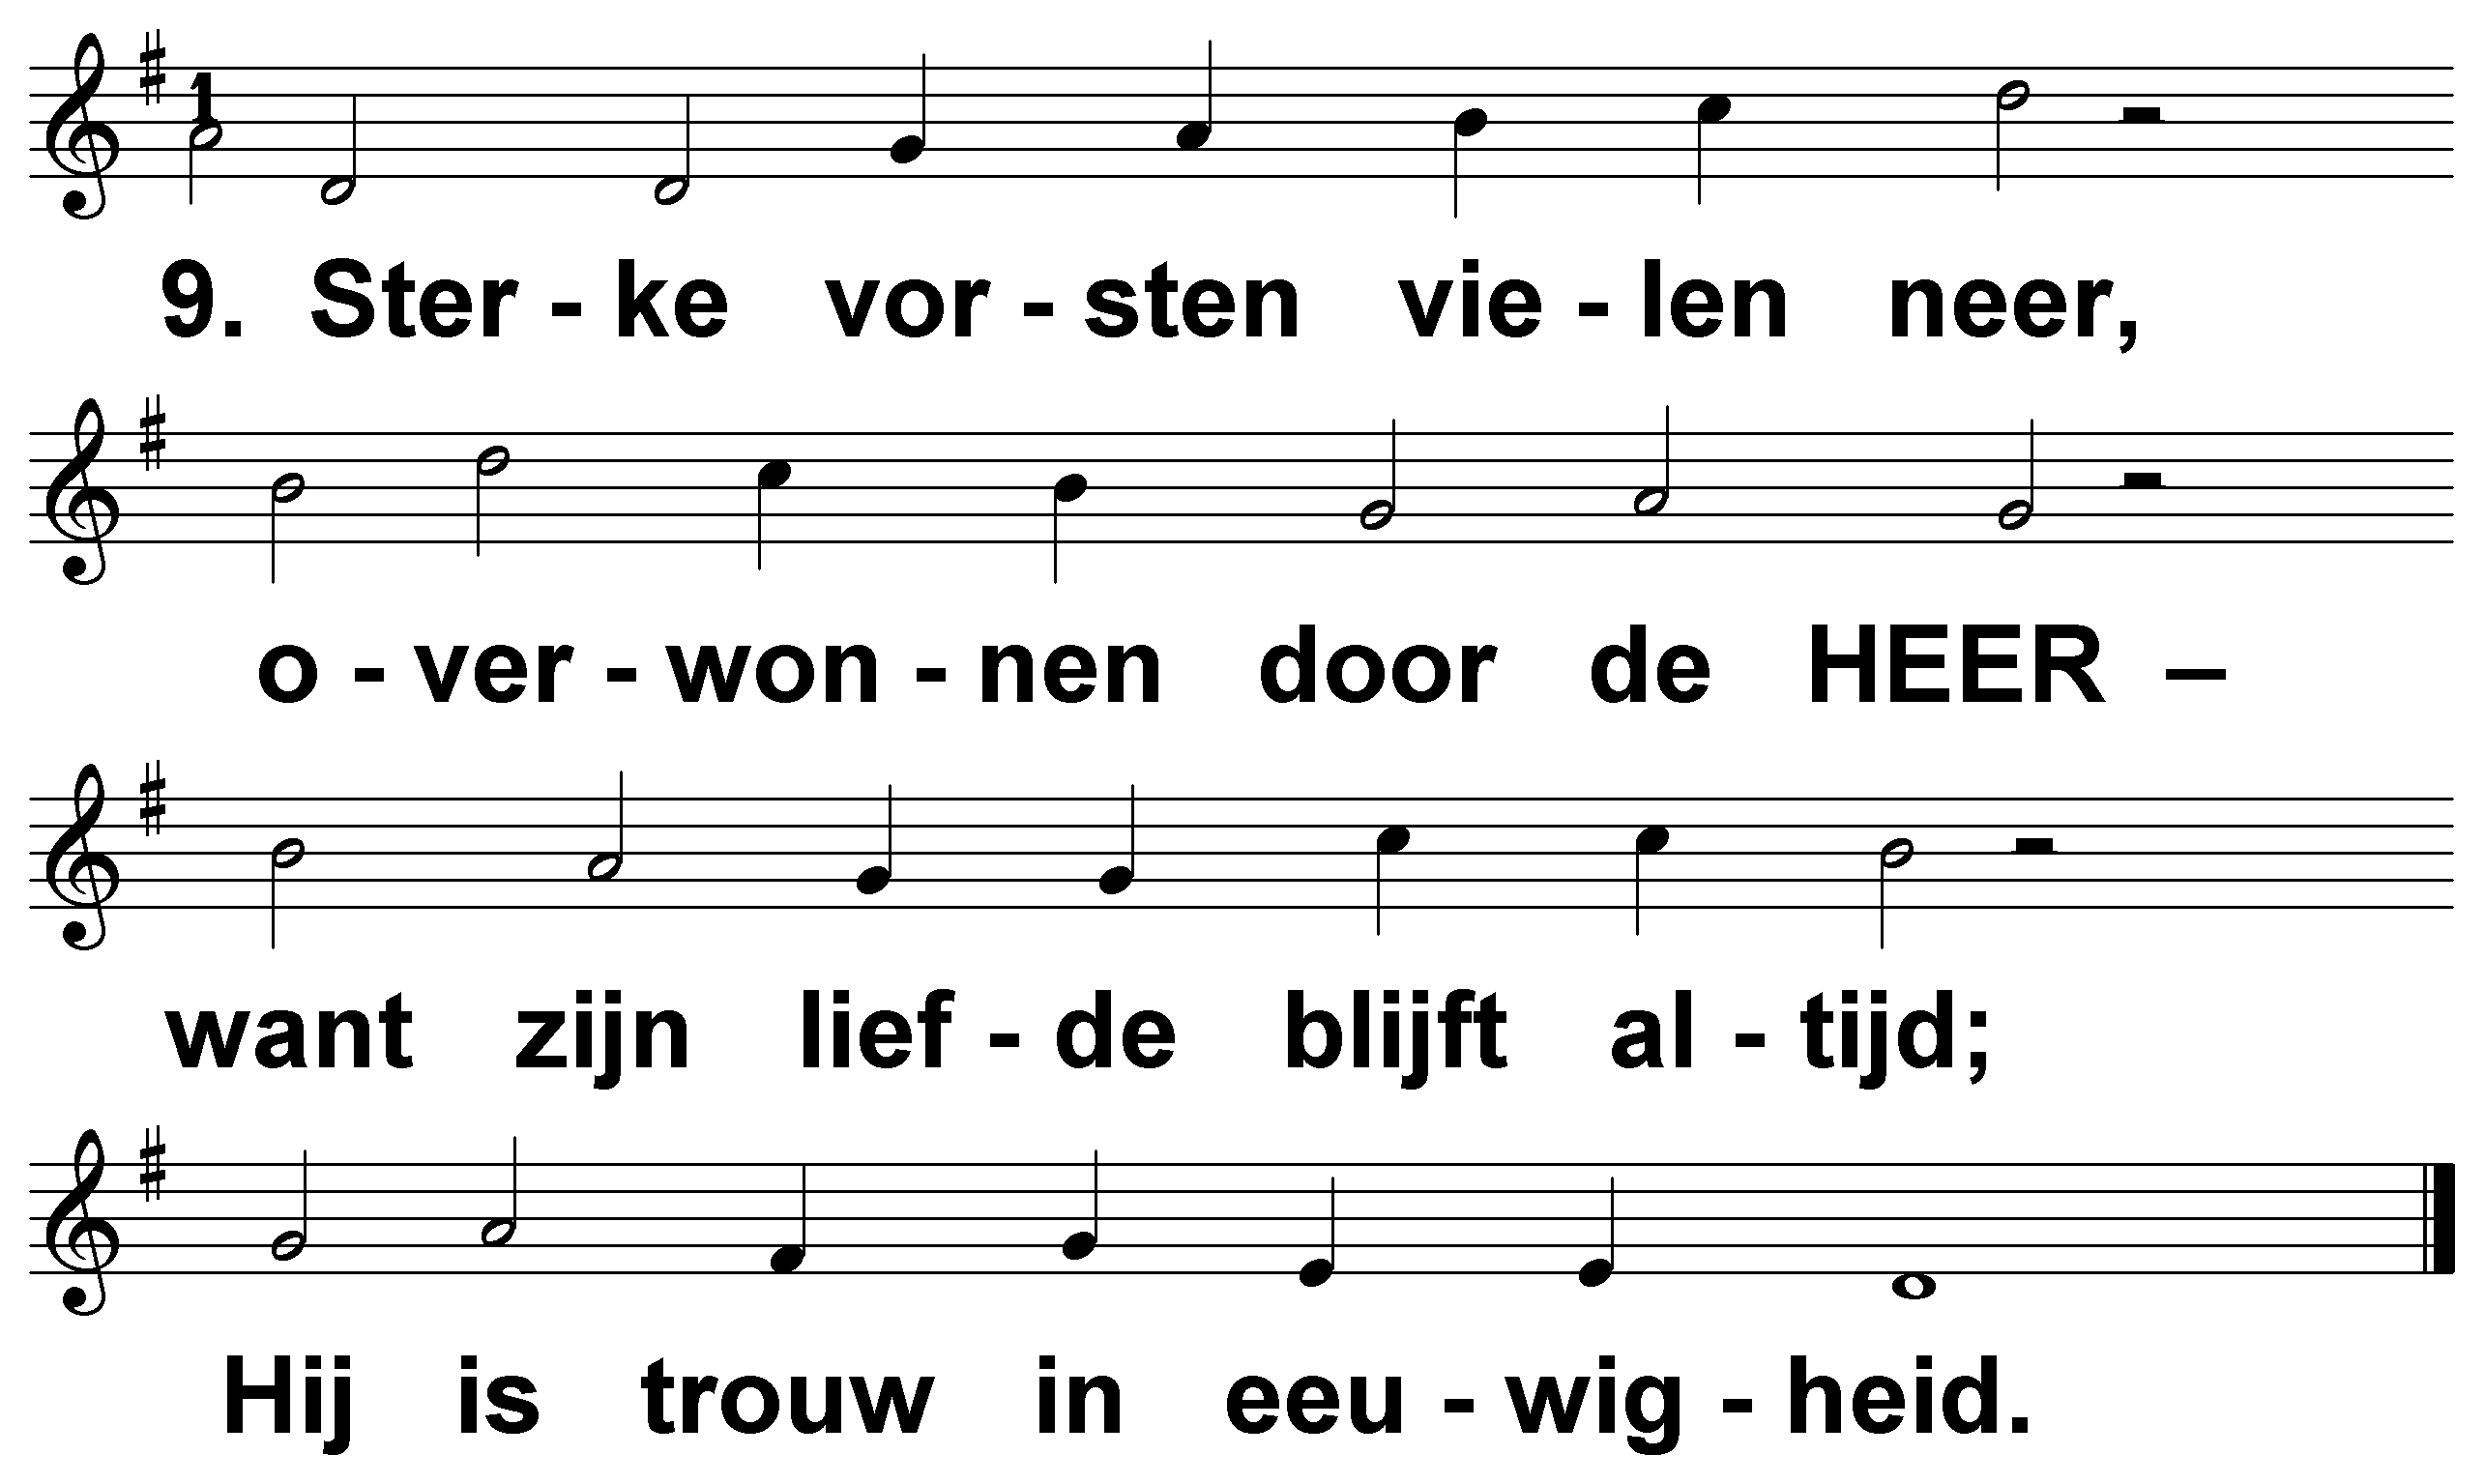 1
9. Ster - ke vor - sten vie - len neer,
o - ver - won - nen door de HEER –
want zijn lief - de blijft al - tijd;
Hij is trouw in eeu - wig - heid.